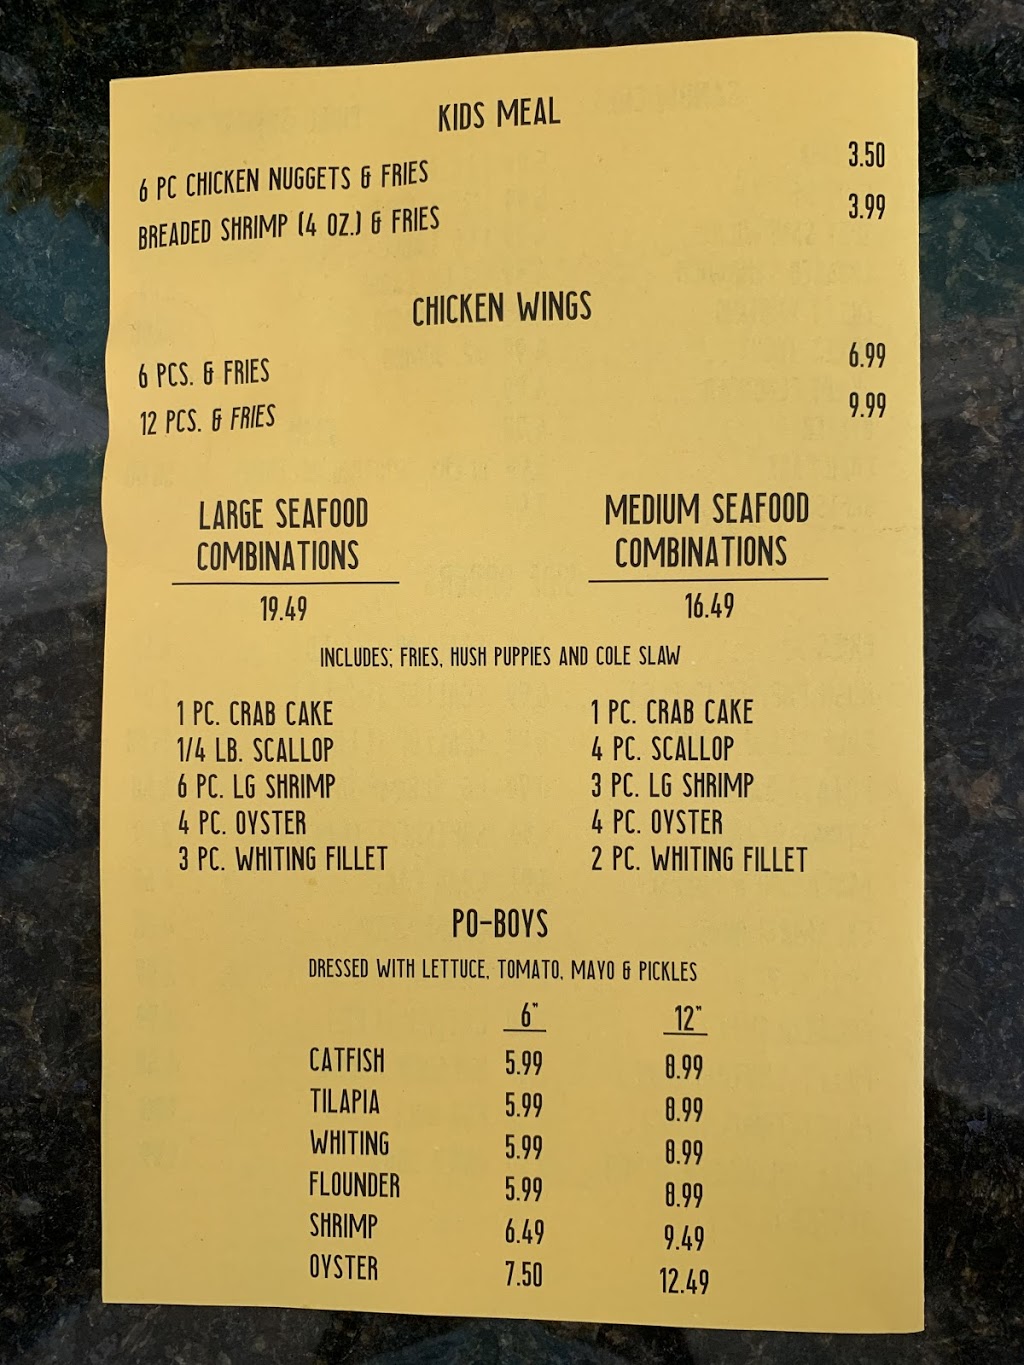 KIDS MEAL
6 PC CHICKEN NUGGETS & FRIES 3.50
BREADED SHRIMP (4 OZ.) & FRIES 3.99
CHICKEN WINGS
6 PCS. & FRIES 6.99
12 PCS. & FRIES 9.99
LARGE SEAFOOD
COMBINATIONS
19.49
MEDIUM SEAFOOD
COMBINATIONS
16.49
INCLUDES; FRIES, HUSH PUPPIES AND COLE SLAW
1 PC. CRAB CAKE
1/4 LB. SCALLOP
6 PC. LG SHRIMP
4 PC. OYSTER
3 PC. WHITING FILLET
1 PC. CRAB CAKE
4 PC. SCALLOP
3 PC. LG SHRIMP
4 PC. OYSTER
2 PC. WHITING FILLET
PO-BOYS
DRESSED WITH LETTUCE, TOMATO, MAYO & PICKLES
6" 12"
CATFISH 5.99 8.99
TILAPIA 5.99 8.99
WHITING 5.99 8.99
FLOUNDER 5.99 8.99
SHRIMP 6.49 9.49
OYSTER 7.50 12.49